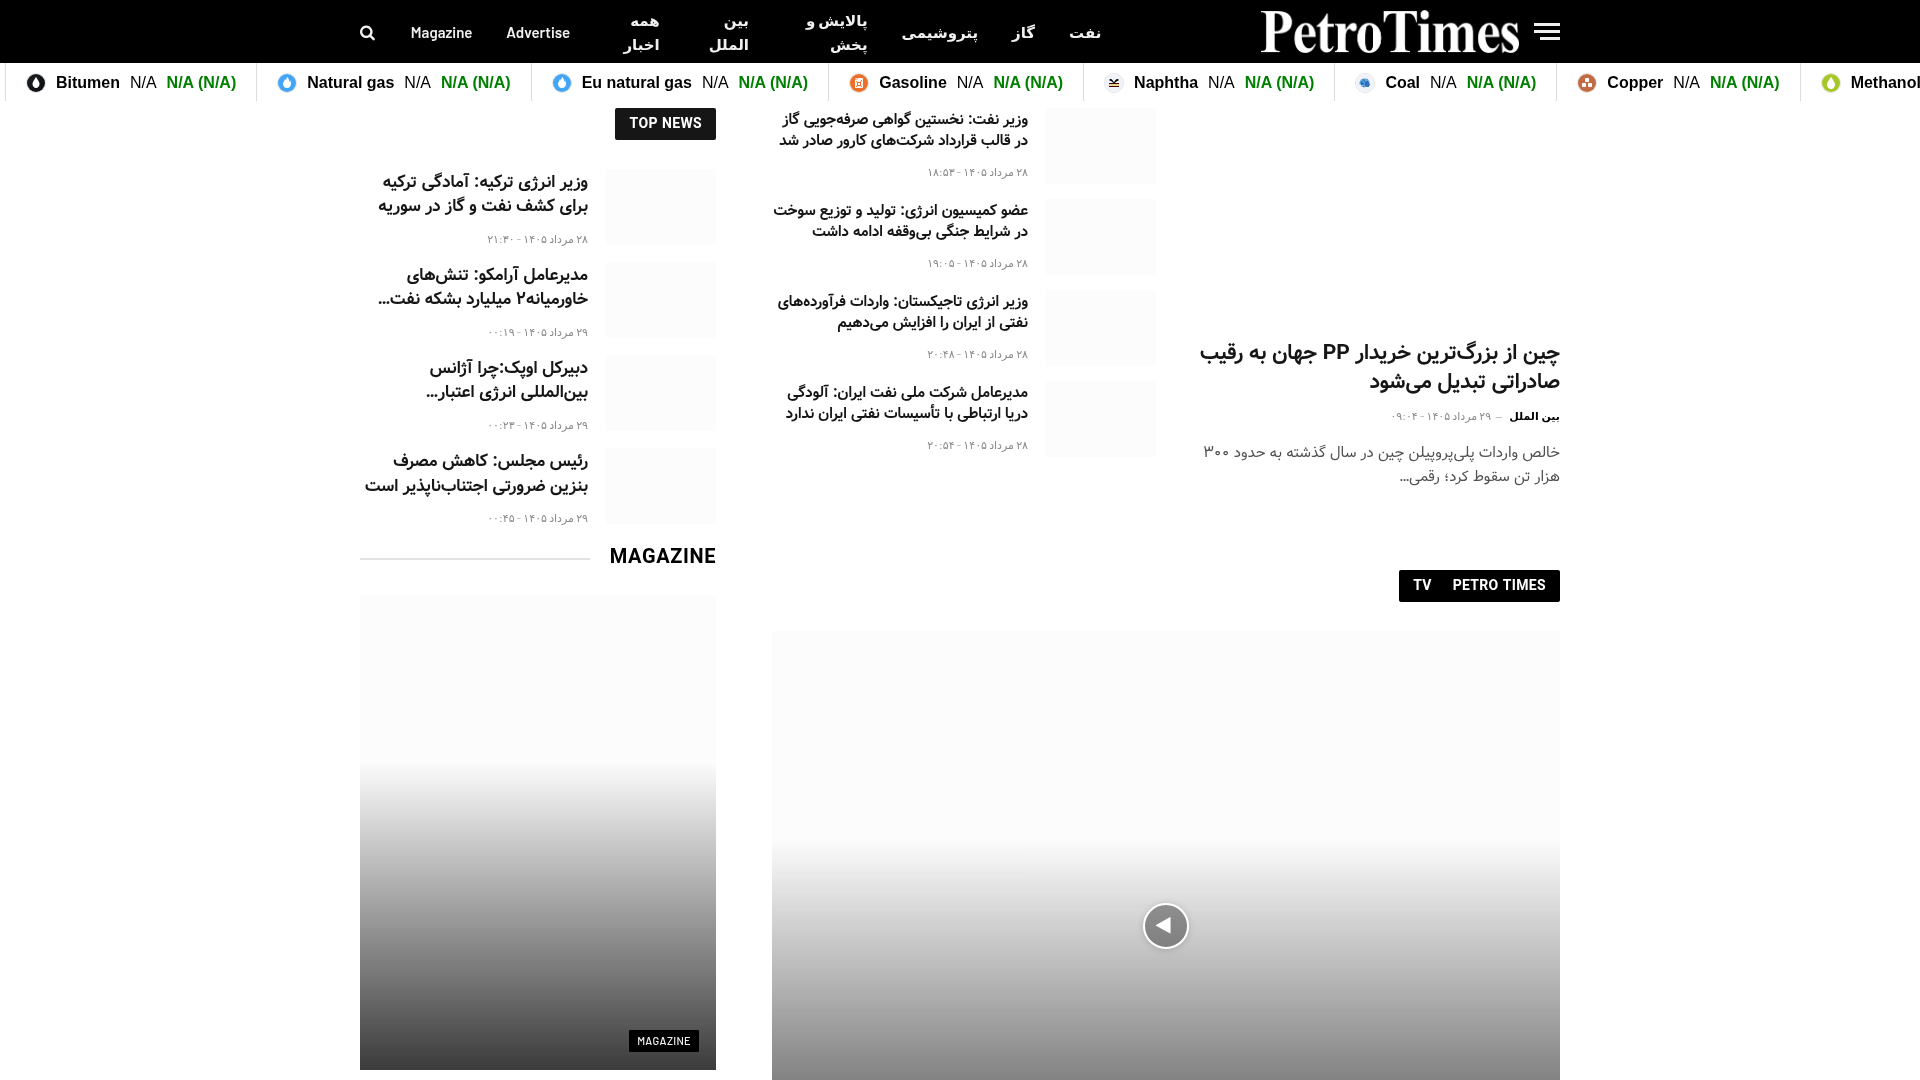 PetroTimes
نفت
گاز
پتروشیمی
پالایش و
پخش
بین
الملل
همه
اخبار
Advertise
Magazine
Bitumen N/A N/A (N/A)
Natural gas N/A N/A (N/A)
Eu natural gas N/A N/A (N/A)
Gasoline N/A N/A (N/A)
Naphtha N/A N/A (N/A)
Coal N/A N/A (N/A)
Copper N/A N/A (N/A)
Methanol
چین از بزرگ‌ترین خریدار PP جهان به رقیب
صادراتی تبدیل می‌شود
بین الملل – ۲۹ مرداد ۱۴۰۵ - ۰۹:۰۴
خالص واردات پلی‌پروپیلن چین در سال گذشته به حدود ۳۰۰
هزار تن سقوط کرد؛ رقمی...
وزیر نفت: نخستین گواهی صرفه‌جویی گاز
در قالب قرارداد شرکت‌های کارور صادر شد
۲۸ مرداد ۱۴۰۵ - ۱۸:۵۳
عضو کمیسیون انرژی: تولید و توزیع سوخت
در شرایط جنگی بی‌وقفه ادامه داشت
۲۸ مرداد ۱۴۰۵ - ۱۹:۰۵
وزیر انرژی تاجیکستان: واردات فرآورده‌های
نفتی از ایران را افزایش می‌دهیم
۲۸ مرداد ۱۴۰۵ - ۲۰:۴۸
مدیرعامل شرکت ملی نفت ایران: آلودگی
دریا ارتباطی با تأسیسات نفتی ایران ندارد
۲۸ مرداد ۱۴۰۵ - ۲۰:۵۴
TOP NEWS
وزیر انرژی ترکیه: آمادگی ترکیه
برای کشف نفت و گاز در سوریه
۲۸ مرداد ۱۴۰۵ - ۲۱:۳۰
مدیرعامل آرامکو: تنش‌های
خاورمیانه۲ میلیارد بشکه نفت...
۲۹ مرداد ۱۴۰۵ - ۰۰:۱۹
دبیرکل اوپک:چرا آژانس
بین‌المللی انرژی اعتبار...
۲۹ مرداد ۱۴۰۵ - ۰۰:۲۳
رئیس مجلس: کاهش مصرف
بنزین ضرورتی اجتناب‌ناپذیر است
۲۹ مرداد ۱۴۰۵ - ۰۰:۴۵
MAGAZINE
TV PETRO TIMES
MAGAZINE